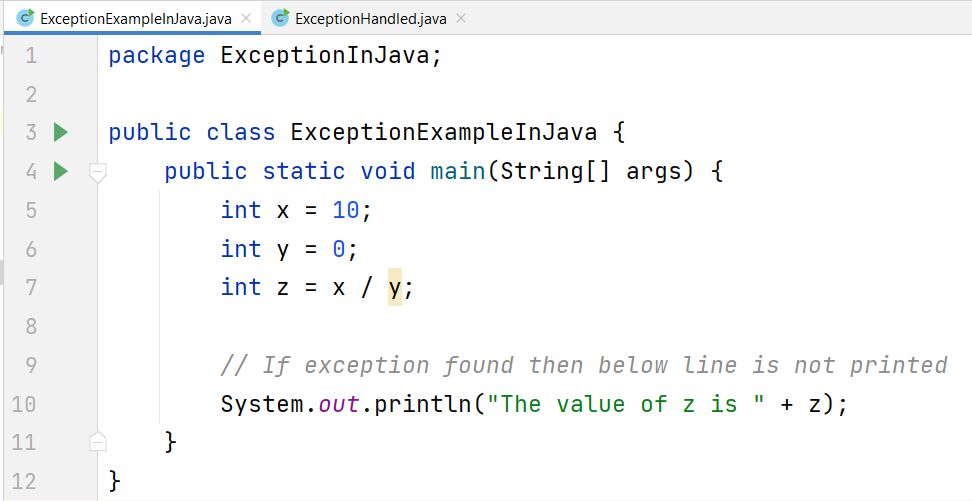 ExceptionExampleInJava.java ExceptionHandled.java
1 package ExceptionInJava;
2
3 public class ExceptionExampleInJava {
4     public static void main(String[] args) {
5         int x = 10;
6         int y = 0;
7         int z = x / y;
8
9         // If exception found then below line is not printed
10         System.out.println("The value of z is " + z);
11     }
12 }